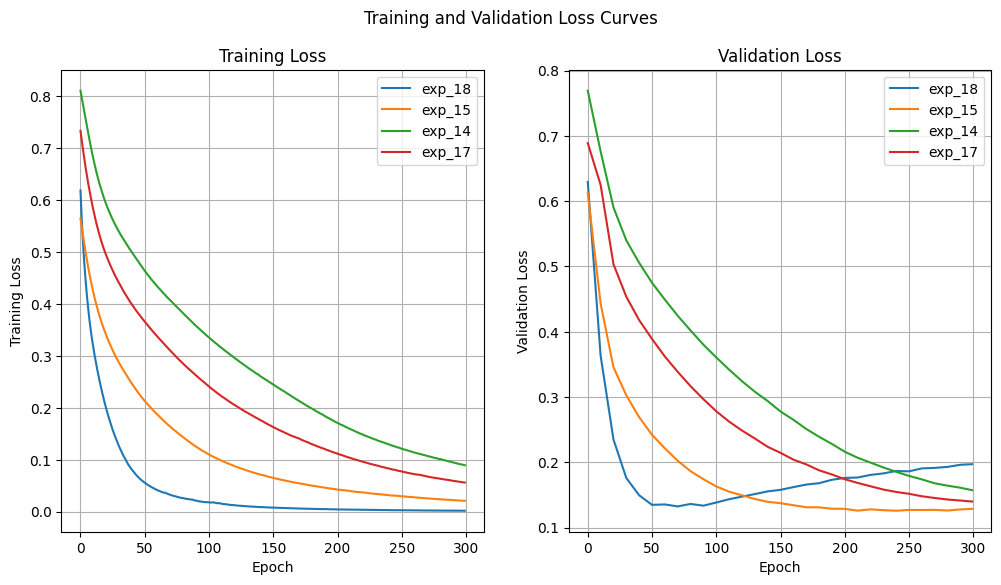 Training and Validation Loss Curves
Training Loss
exp_18
exp_15
exp_14
exp_17
Training Loss
0.8
0.7
0.6
0.5
0.4
0.3
0.2
0.1
0.0
0
50
100
150
200
250
300
Epoch
Validation Loss
exp_18
exp_15
exp_14
exp_17
Validation Loss
0.8
0.7
0.6
0.5
0.4
0.3
0.2
0.1
0
50
100
150
200
250
300
Epoch